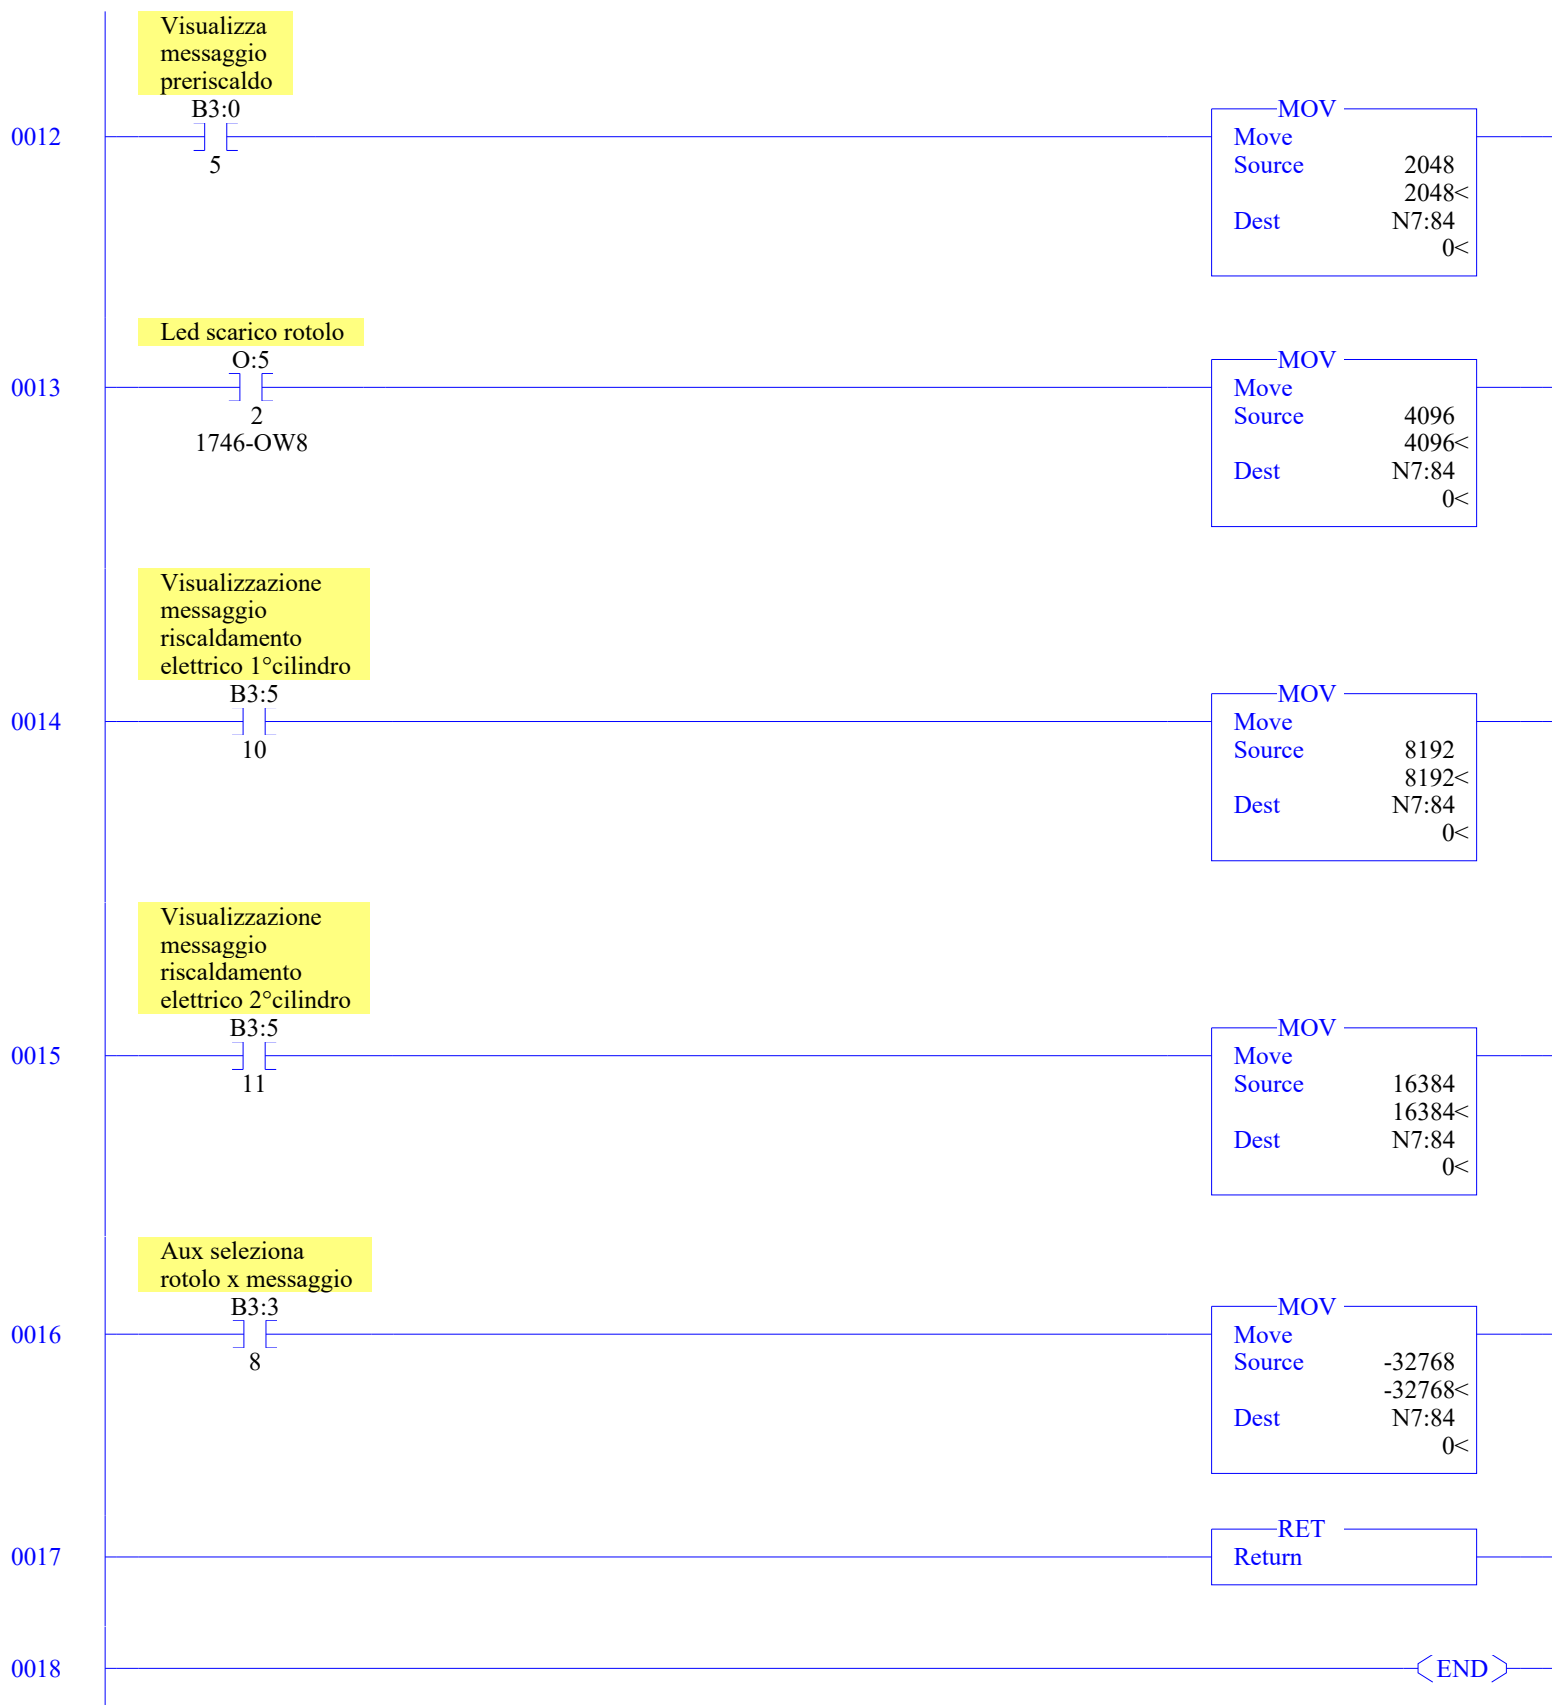 Visualizza
messaggio
preriscaldo
B3:0
MOV
0012
Move
5
Source 2048
2048<
Dest N7:84
0<
Led scarico rotolo
O:5
MOV
0013
Move
2
Source 4096
1746-OW8
4096<
Dest N7:84
0<
Visualizzazione
messaggio
riscaldamento
elettrico 1°cilindro
B3:5
MOV
0014
Move
10
Source 8192
8192<
Dest N7:84
0<
Visualizzazione
messaggio
riscaldamento
elettrico 2°cilindro
B3:5
MOV
0015
Move
11
Source 16384
16384<
Dest N7:84
0<
Aux seleziona
rotolo x messaggio
B3:3
MOV
0016
Move
8
Source -32768
-32768<
Dest N7:84
0<
RET
0017
Return
0018
END